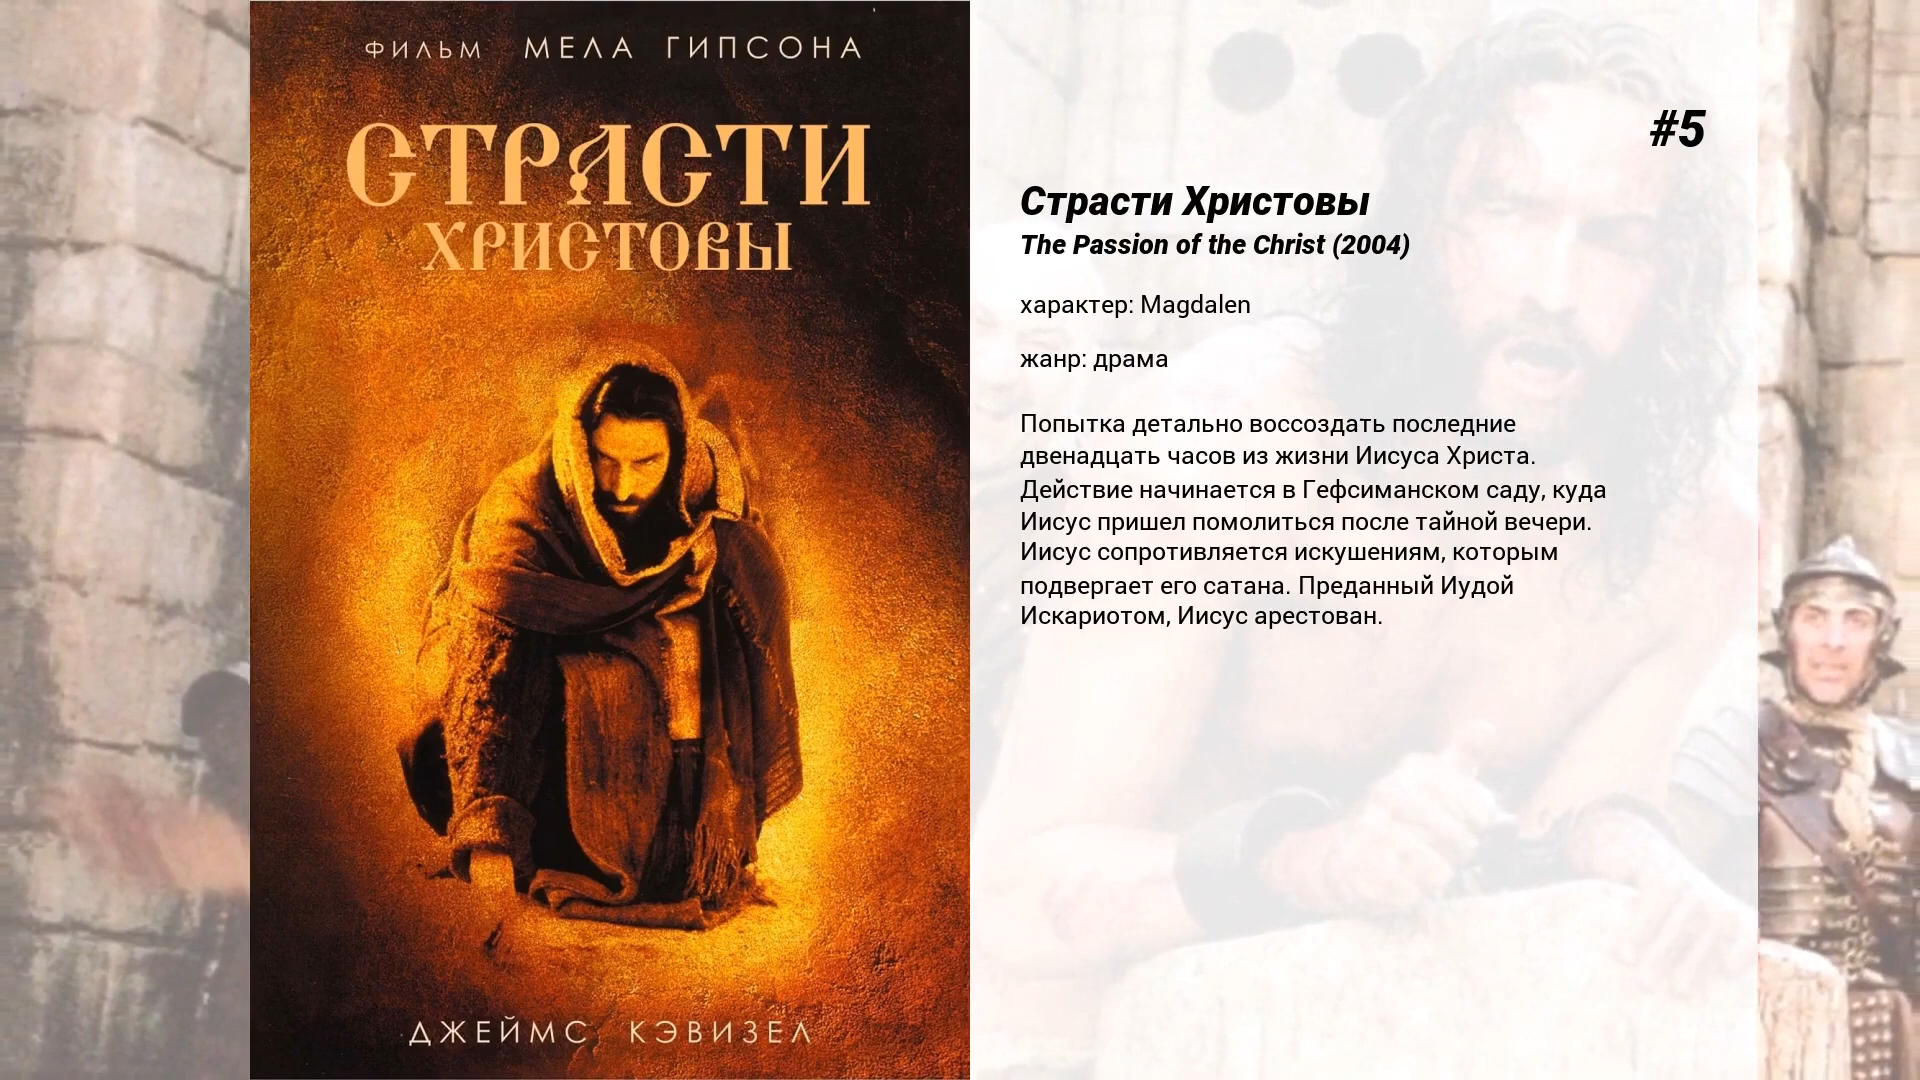 ФИЛЬМ МЕЛА ГИПСОНА
СТРАСТИ
ХРИСТОВЫ
ДЖЕЙМС КЭВИЗЕЛ
#5
Страсти Христовы
The Passion of the Christ (2004)
характер: Magdalen
жанр: драма
Попытка детально воссоздать последние
двенадцать часов из жизни Иисуса Христа.
Действие начинается в Гефсиманском саду, куда
Иисус пришел помолиться после тайной вечери.
Иисус сопротивляется искушениям, которым
подвергает его сатана. Преданный Иудой
Искариотом, Иисус арестован.